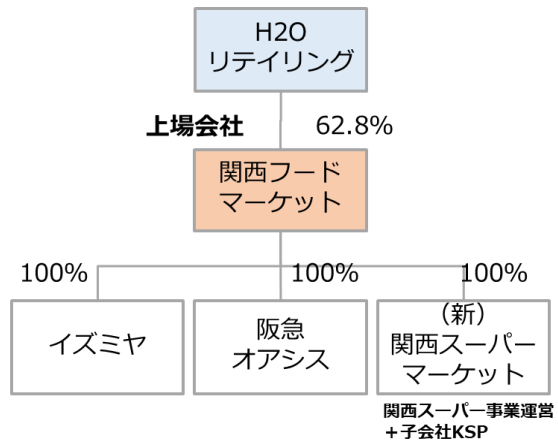 H2O
リテイリング
上場会社
62.8%
関西フード
マーケット
100%
100%
100%
イズミヤ
阪急
オアシス
（新）
関西スーパー
マーケット
関西スーパー事業運営
＋子会社KSP